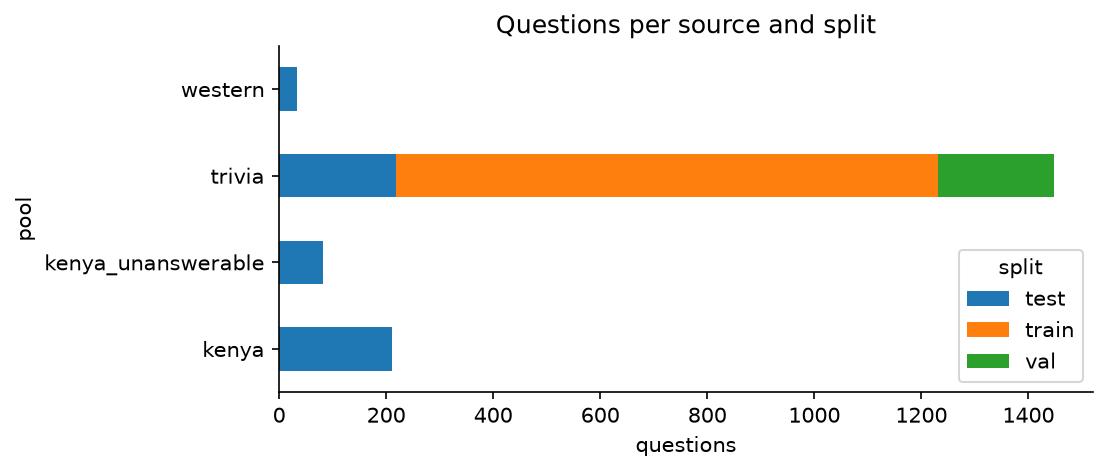 Questions per source and split
western
trivia
kenya_unanswerable
kenya
pool
split
test
train
val
0 200 400 600 800 1000 1200 1400
questions